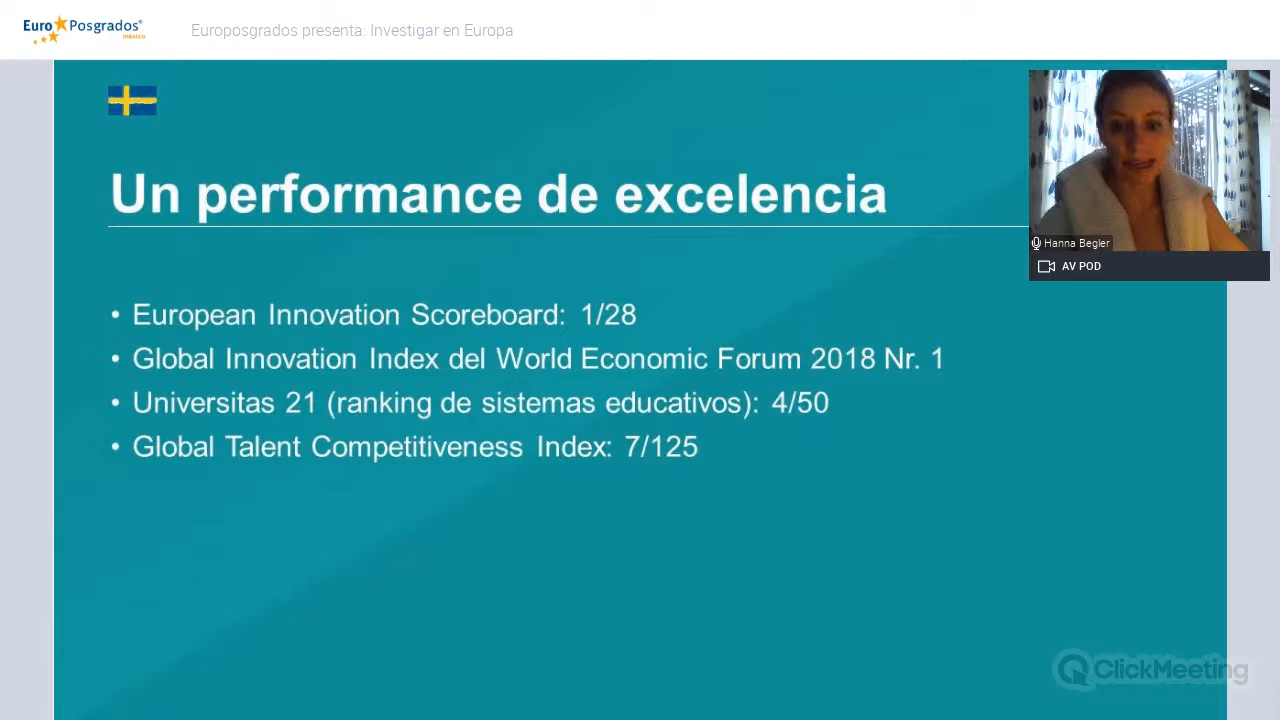 EuroPosgrados®
méxico
Europosgrados presenta: Investigar en Europa
Un performance de excelencia
Hanna Begler
AV POD
• European Innovation Scoreboard: 1/28
• Global Innovation Index del World Economic Forum 2018 Nr. 1
• Universitas 21 (ranking de sistemas educativos): 4/50
• Global Talent Competitiveness Index: 7/125
ClickMeeting